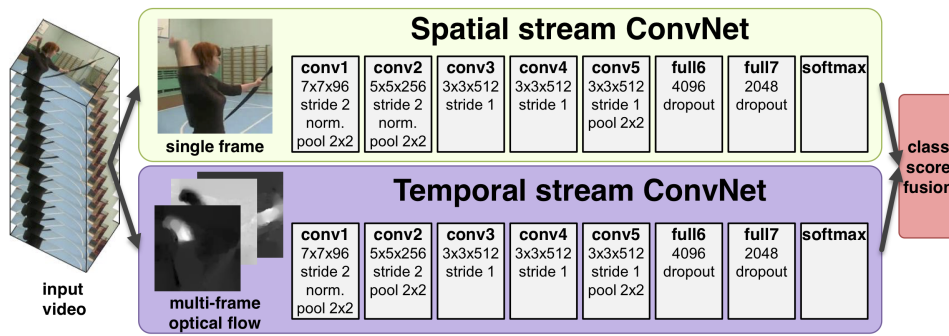 Spatial stream ConvNet
conv1
7x7x96
stride 2
norm.
pool 2x2
conv2
5x5x256
stride 2
norm.
pool 2x2
conv3
3x3x512
stride 1
conv4
3x3x512
stride 1
conv5
3x3x512
stride 1
pool 2x2
full6
4096
dropout
full7
2048
dropout
softmax
single frame
Temporal stream ConvNet
conv1
7x7x96
stride 2
norm.
pool 2x2
conv2
5x5x256
stride 2
pool 2x2
conv3
3x3x512
stride 1
conv4
3x3x512
stride 1
conv5
3x3x512
stride 1
pool 2x2
full6
4096
dropout
full7
2048
dropout
softmax
multi-frame
optical flow
input
video
class
score
fusion